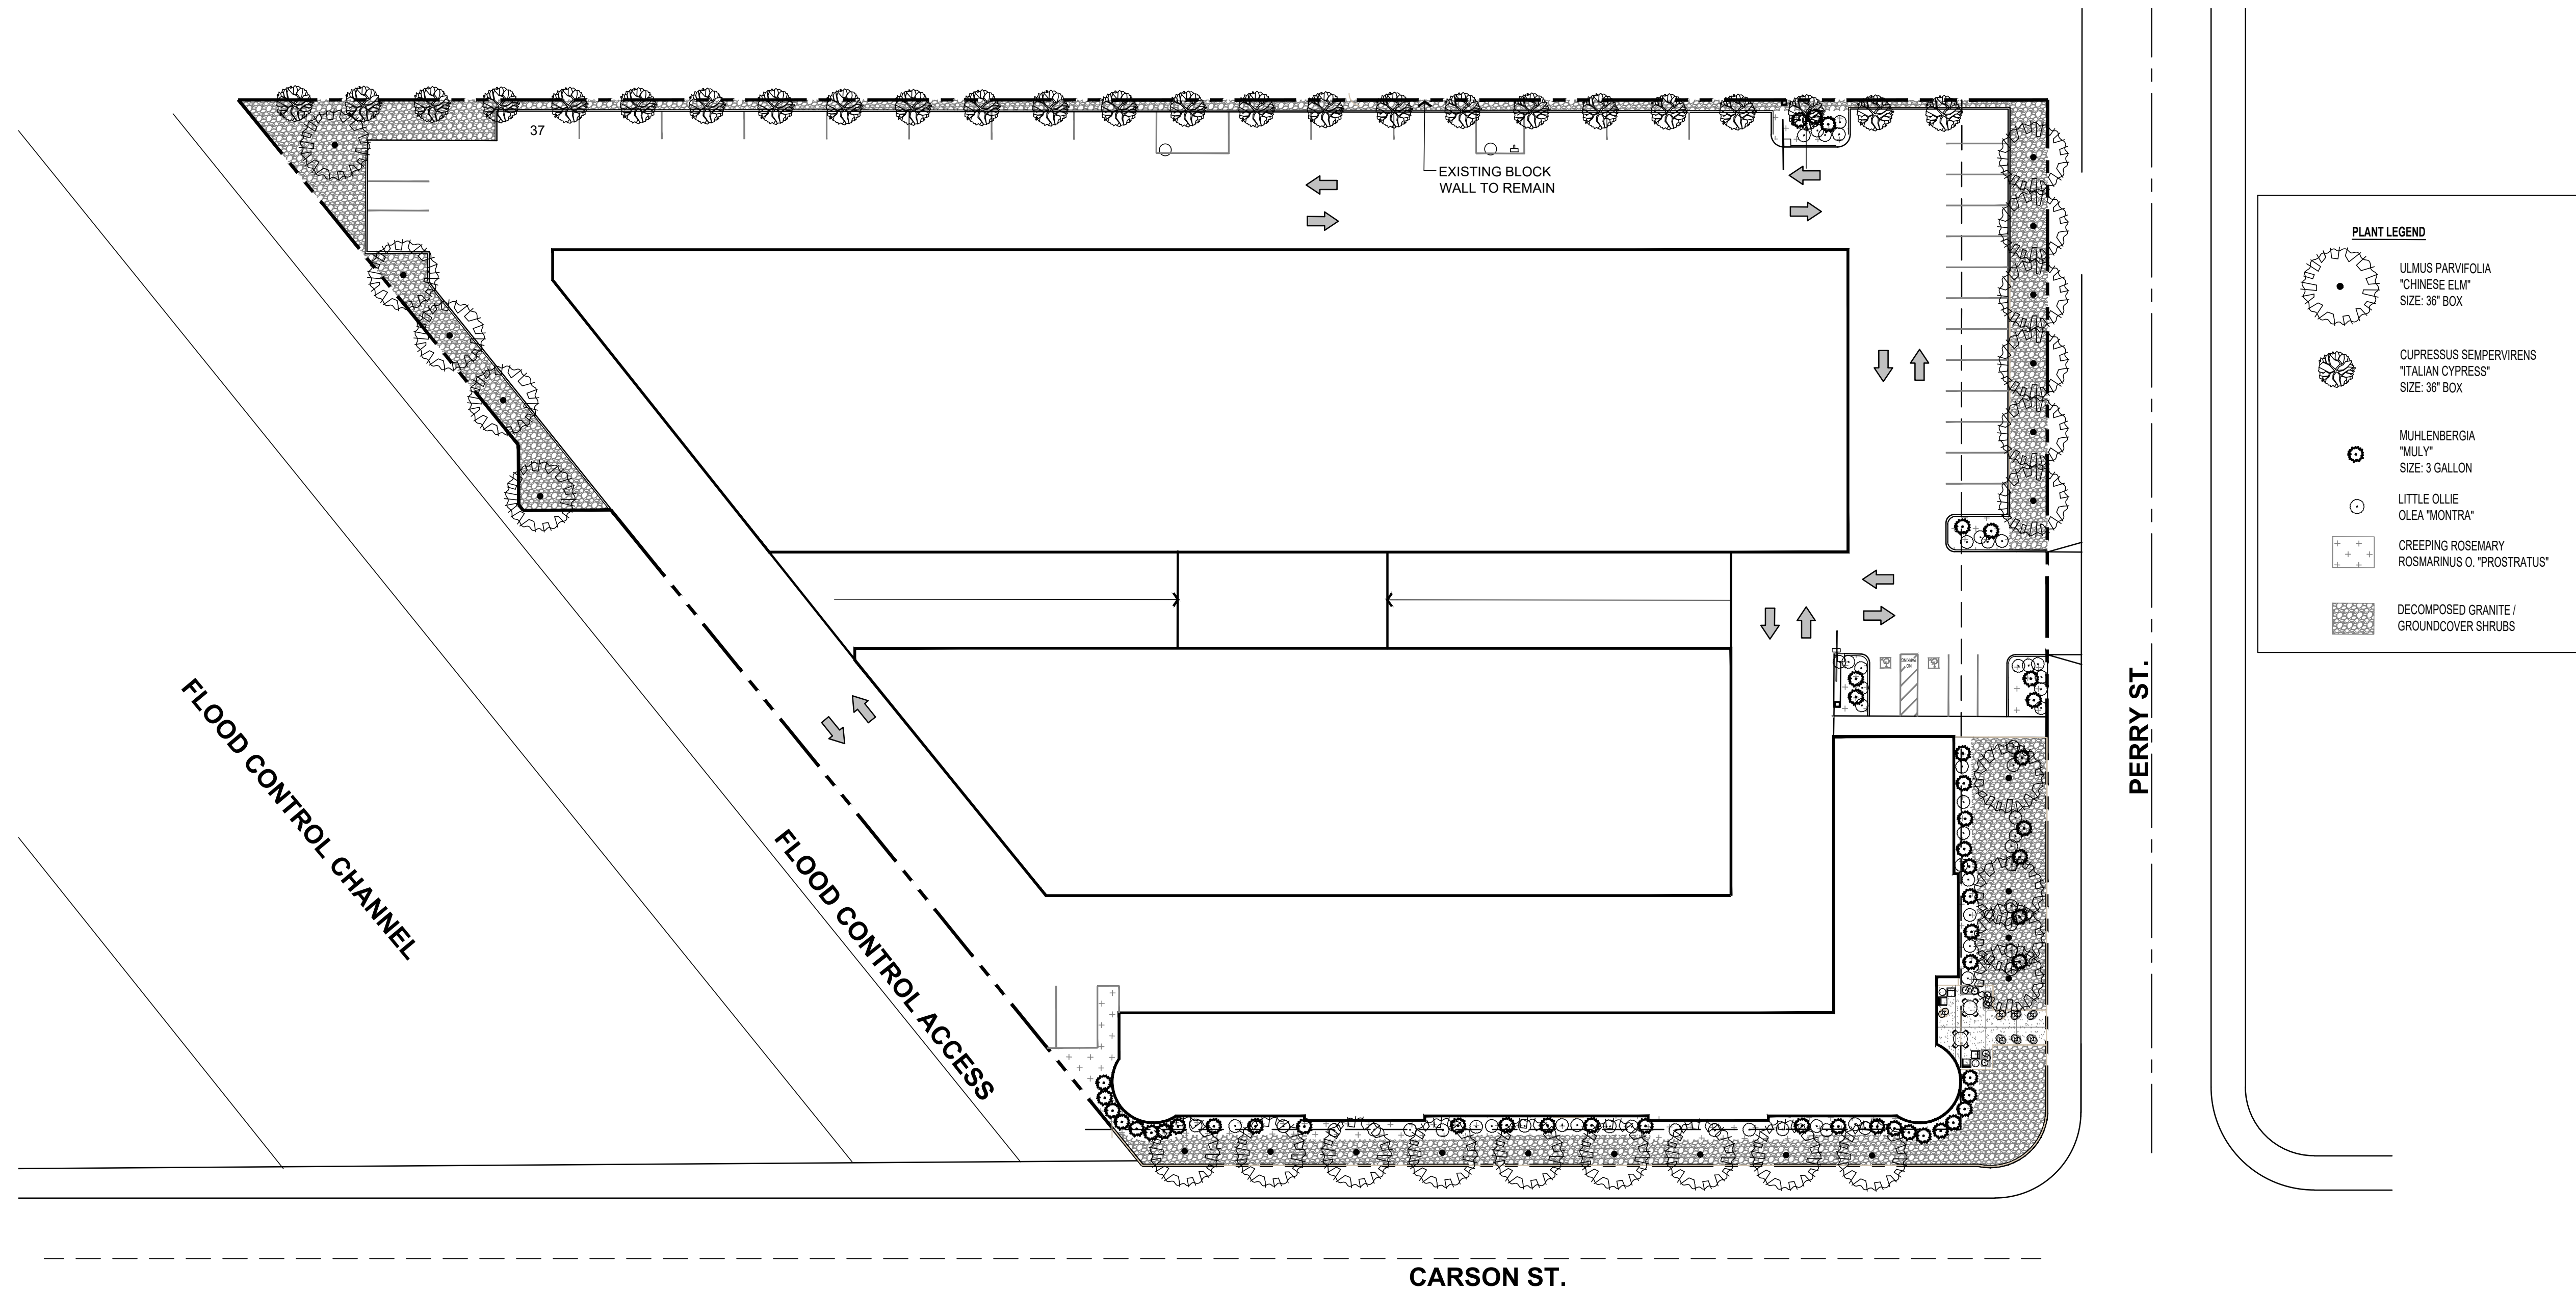 37
EXISTING BLOCK
WALL TO REMAIN
PLANT LEGEND
ULMUS PARVIFOLIA
"CHINESE ELM"
SIZE: 36" BOX
CUPRESSUS SEMPERVIRENS
"ITALIAN CYPRESS"
SIZE: 36" BOX
MUHLENBERGIA
"MULY"
SIZE: 3 GALLON
LITTLE OLLIE
OLEA "MONTRA"
CREEPING ROSEMARY
ROSMARINUS O. "PROSTRATUS"
DECOMPOSED GRANITE /
GROUNDCOVER SHRUBS
FLOOD CONTROL CHANNEL
FLOOD CONTROL ACCESS
PERRY ST.
CARSON ST.